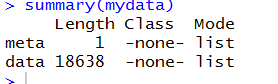 > summary(mydata)
     Length Class  Mode
meta     1  -none- list
data 18638  -none- list
>